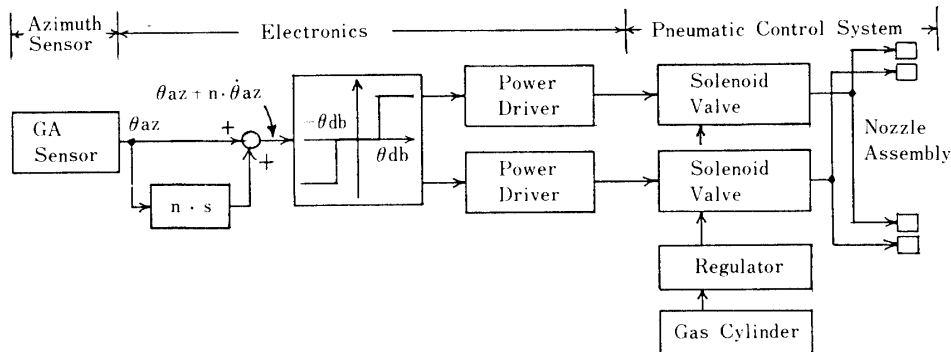 Azimuth
Sensor
Electronics
Pneumatic Control System
GA
Sensor
θaz
θaz + n · θ̇az
+
+
n · s
−θdb
θdb
Power
Driver
Power
Driver
Solenoid
Valve
Solenoid
Valve
Nozzle
Assembly
Regulator
Gas Cylinder